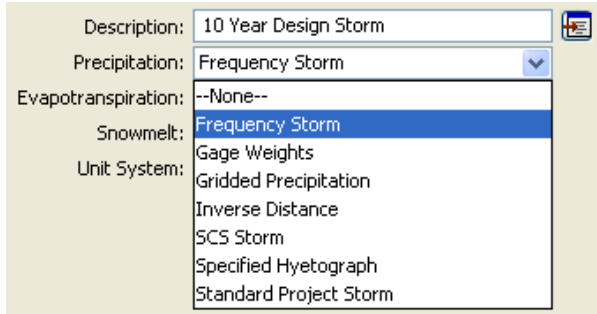 Description: 10 Year Design Storm
Precipitation: Frequency Storm
Evapotranspiration: --None--
Snowmelt: Frequency Storm
Gage Weights
Unit System: Gridded Precipitation
Inverse Distance
SCS Storm
Specified Hyetograph
Standard Project Storm